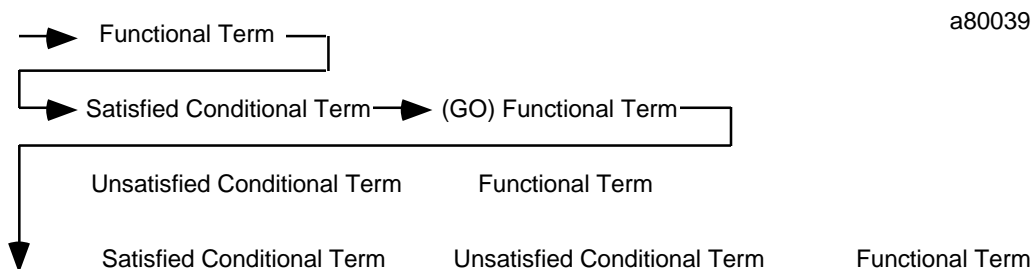 a80039
Functional Term
Satisfied Conditional Term (GO) Functional Term
Unsatisfied Conditional Term Functional Term
Satisfied Conditional Term Unsatisfied Conditional Term Functional Term